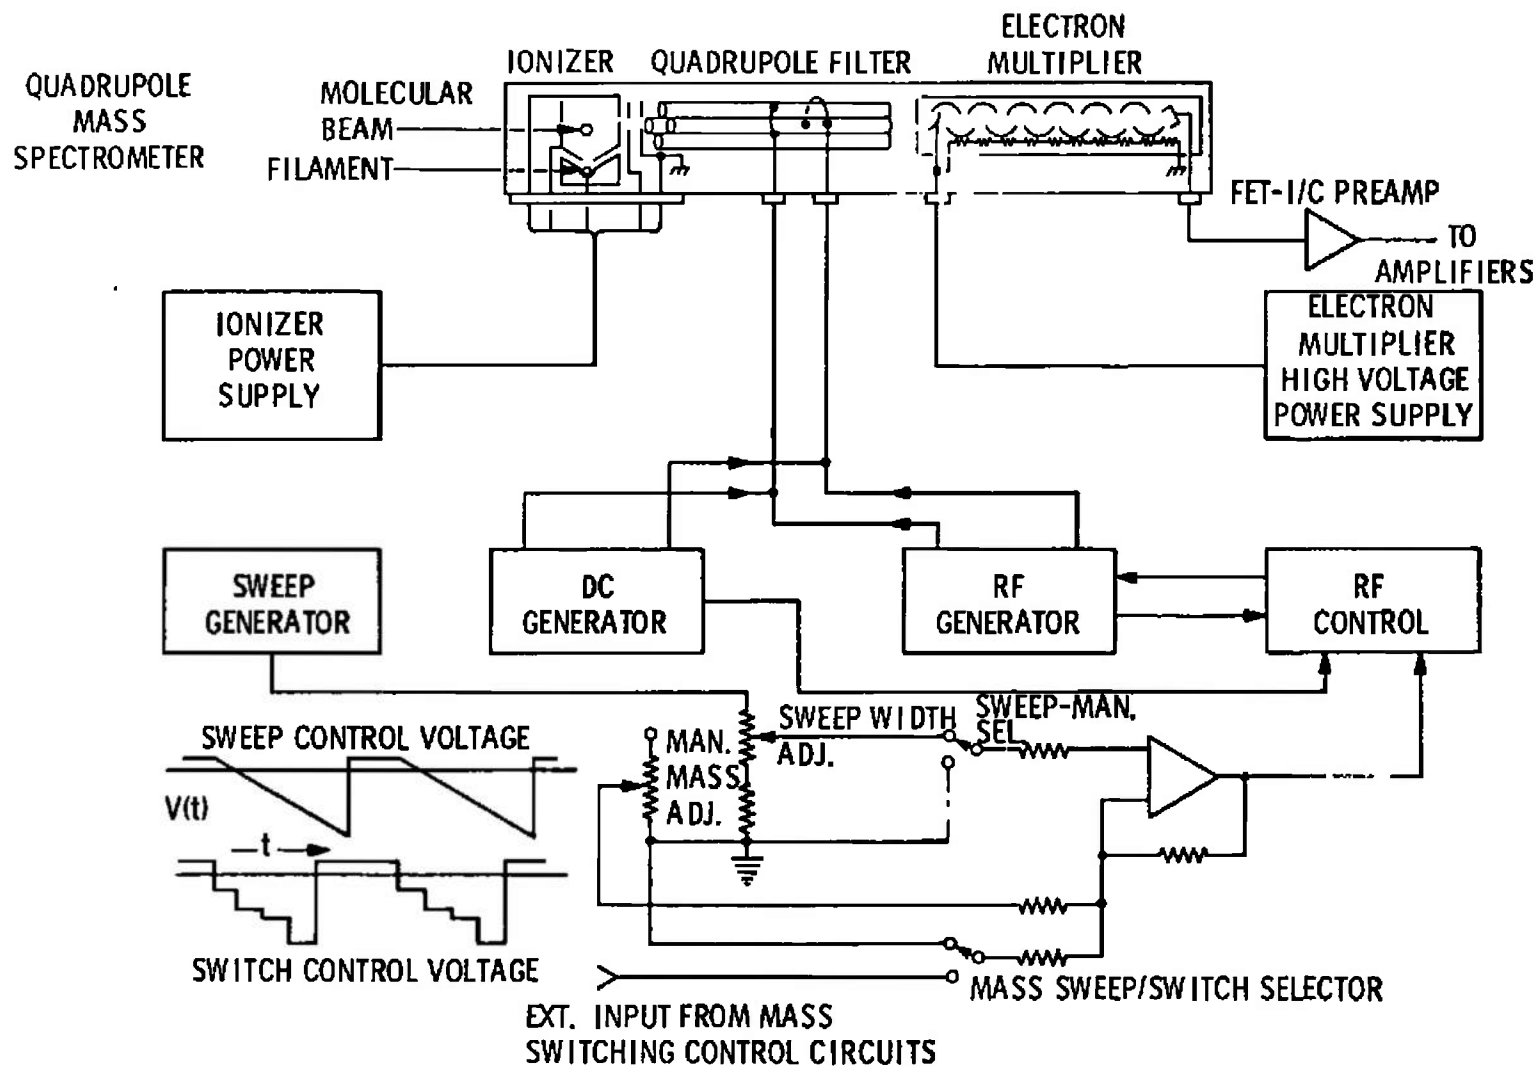 QUADRUPOLE
MASS
SPECTROMETER
IONIZER
QUADRUPOLE FILTER
ELECTRON
MULTIPLIER
MOLECULAR
BEAM
FILAMENT
FET-I/C PREAMP
TO
AMPLIFIERS
IONIZER
POWER
SUPPLY
ELECTRON
MULTIPLIER
HIGH VOLTAGE
POWER SUPPLY
SWEEP
GENERATOR
DC
GENERATOR
RF
GENERATOR
RF
CONTROL
SWEEP CONTROL VOLTAGE
V(t)
t
SWITCH CONTROL VOLTAGE
MAN.
MASS
ADJ.
SWEEP WIDTH
ADJ.
SWEEP-MAN.
SEL.
MASS SWEEP/SWITCH SELECTOR
EXT. INPUT FROM MASS
SWITCHING CONTROL CIRCUITS